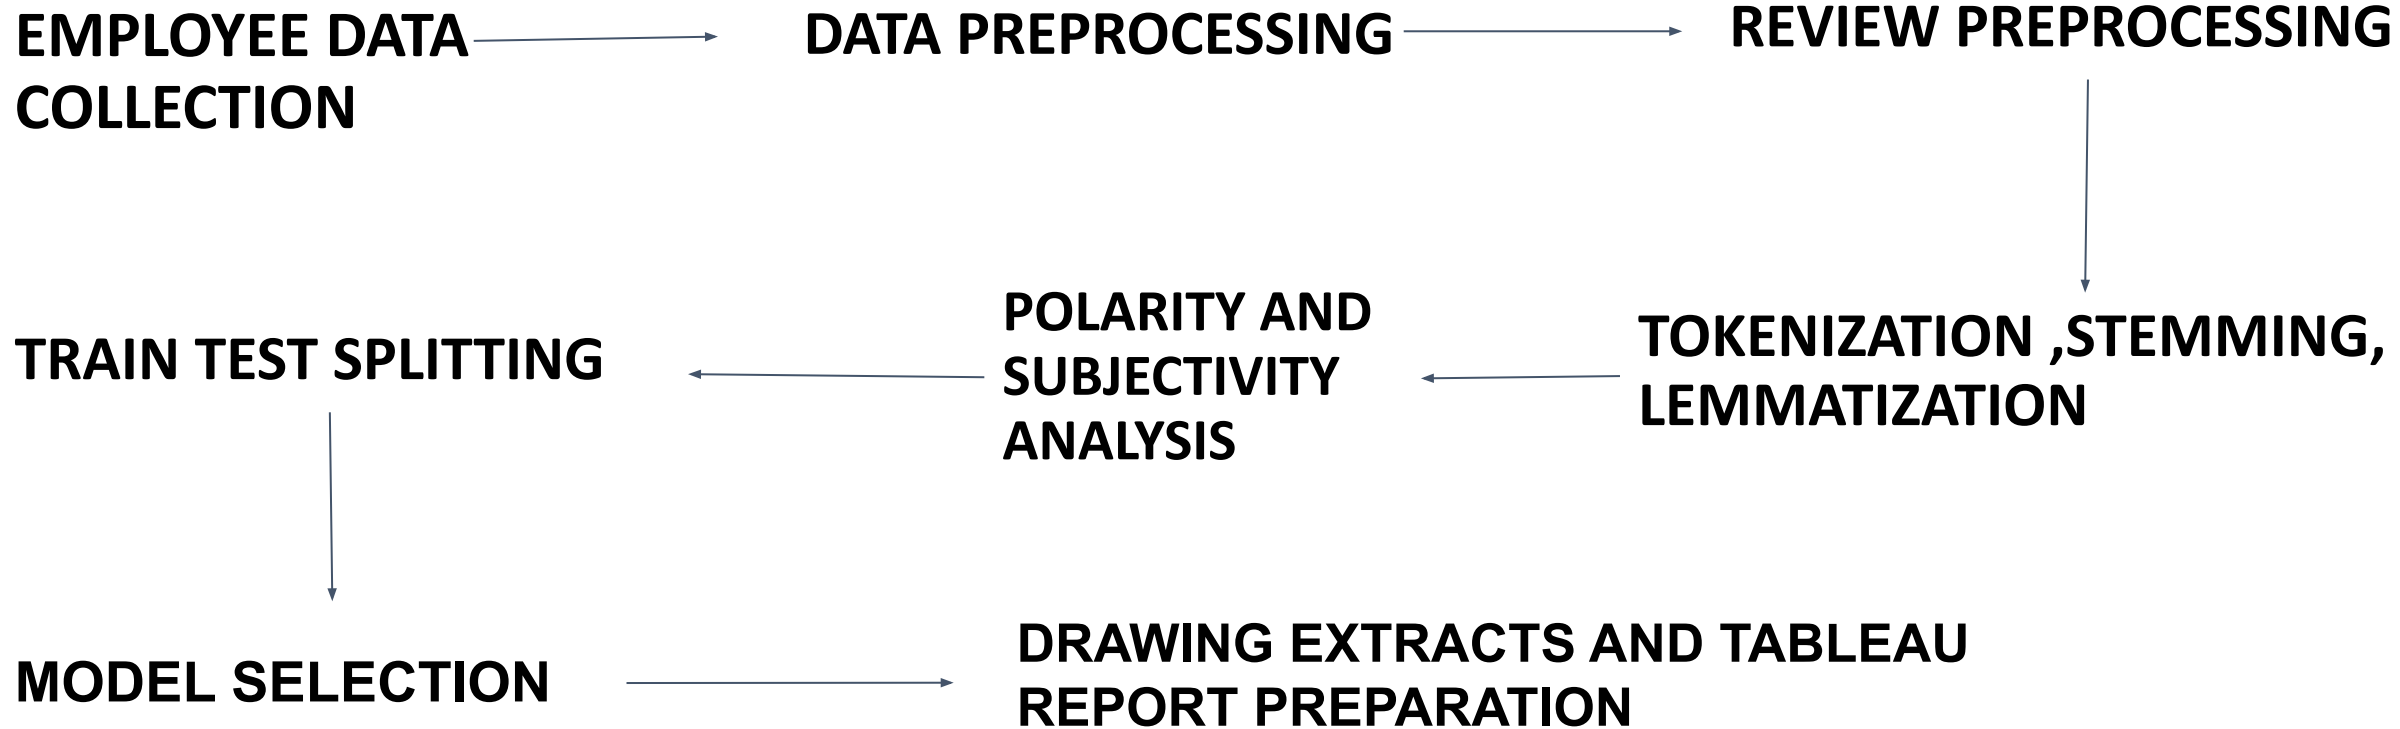 EMPLOYEE DATA
COLLECTION
DATA PREPROCESSING
REVIEW PREPROCESSING
TOKENIZATION ,STEMMING,
LEMMATIZATION
POLARITY AND
SUBJECTIVITY
ANALYSIS
TRAIN TEST SPLITTING
MODEL SELECTION
DRAWING EXTRACTS AND TABLEAU
REPORT PREPARATION